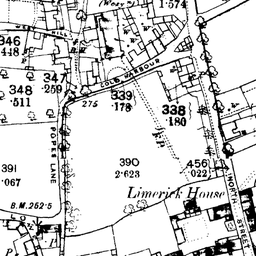 1·574
346
·448
347
·259
348
·511
COLD HARBOUR
275
339
·178
338
·180
P
POPES LANE
391
·067
390
2·623
456
·022
Limerick House
NORTH STREET
B.M. 252·5
P
P